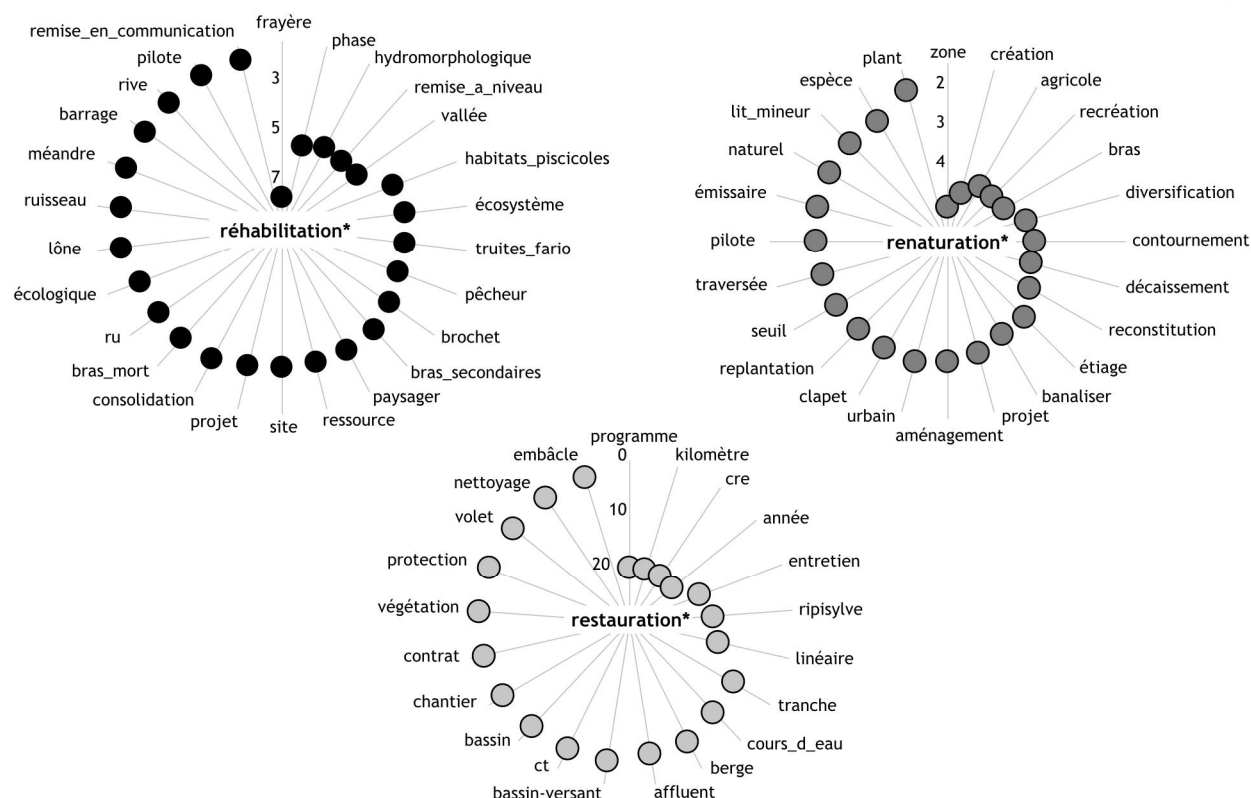 frayère
phase
hydromorphologique
remise_a_niveau
vallée
habitats_piscicoles
écosystème
truites_fario
pêcheur
brochet
bras_secondaires
paysager
ressource
site
projet
consolidation
bras_mort
ru
écologique
lône
ruisseau
méandre
barrage
rive
pilote
remise_en_communication
3
5
7
réhabilitation*
zone
création
agricole
recréation
bras
diversification
contournement
décaissement
reconstitution
étiage
banaliser
projet
aménagement
urbain
clapet
replantation
seuil
traversée
pilote
émissaire
naturel
lit_mineur
espèce
plant
2
3
4
renaturation*
programme
kilomètre
cre
année
entretien
ripisylve
linéaire
tranche
cours_d_eau
berge
affluent
bassin-versant
ct
bassin
chantier
contrat
végétation
protection
volet
nettoyage
embâcle
0
10
20
restauration*